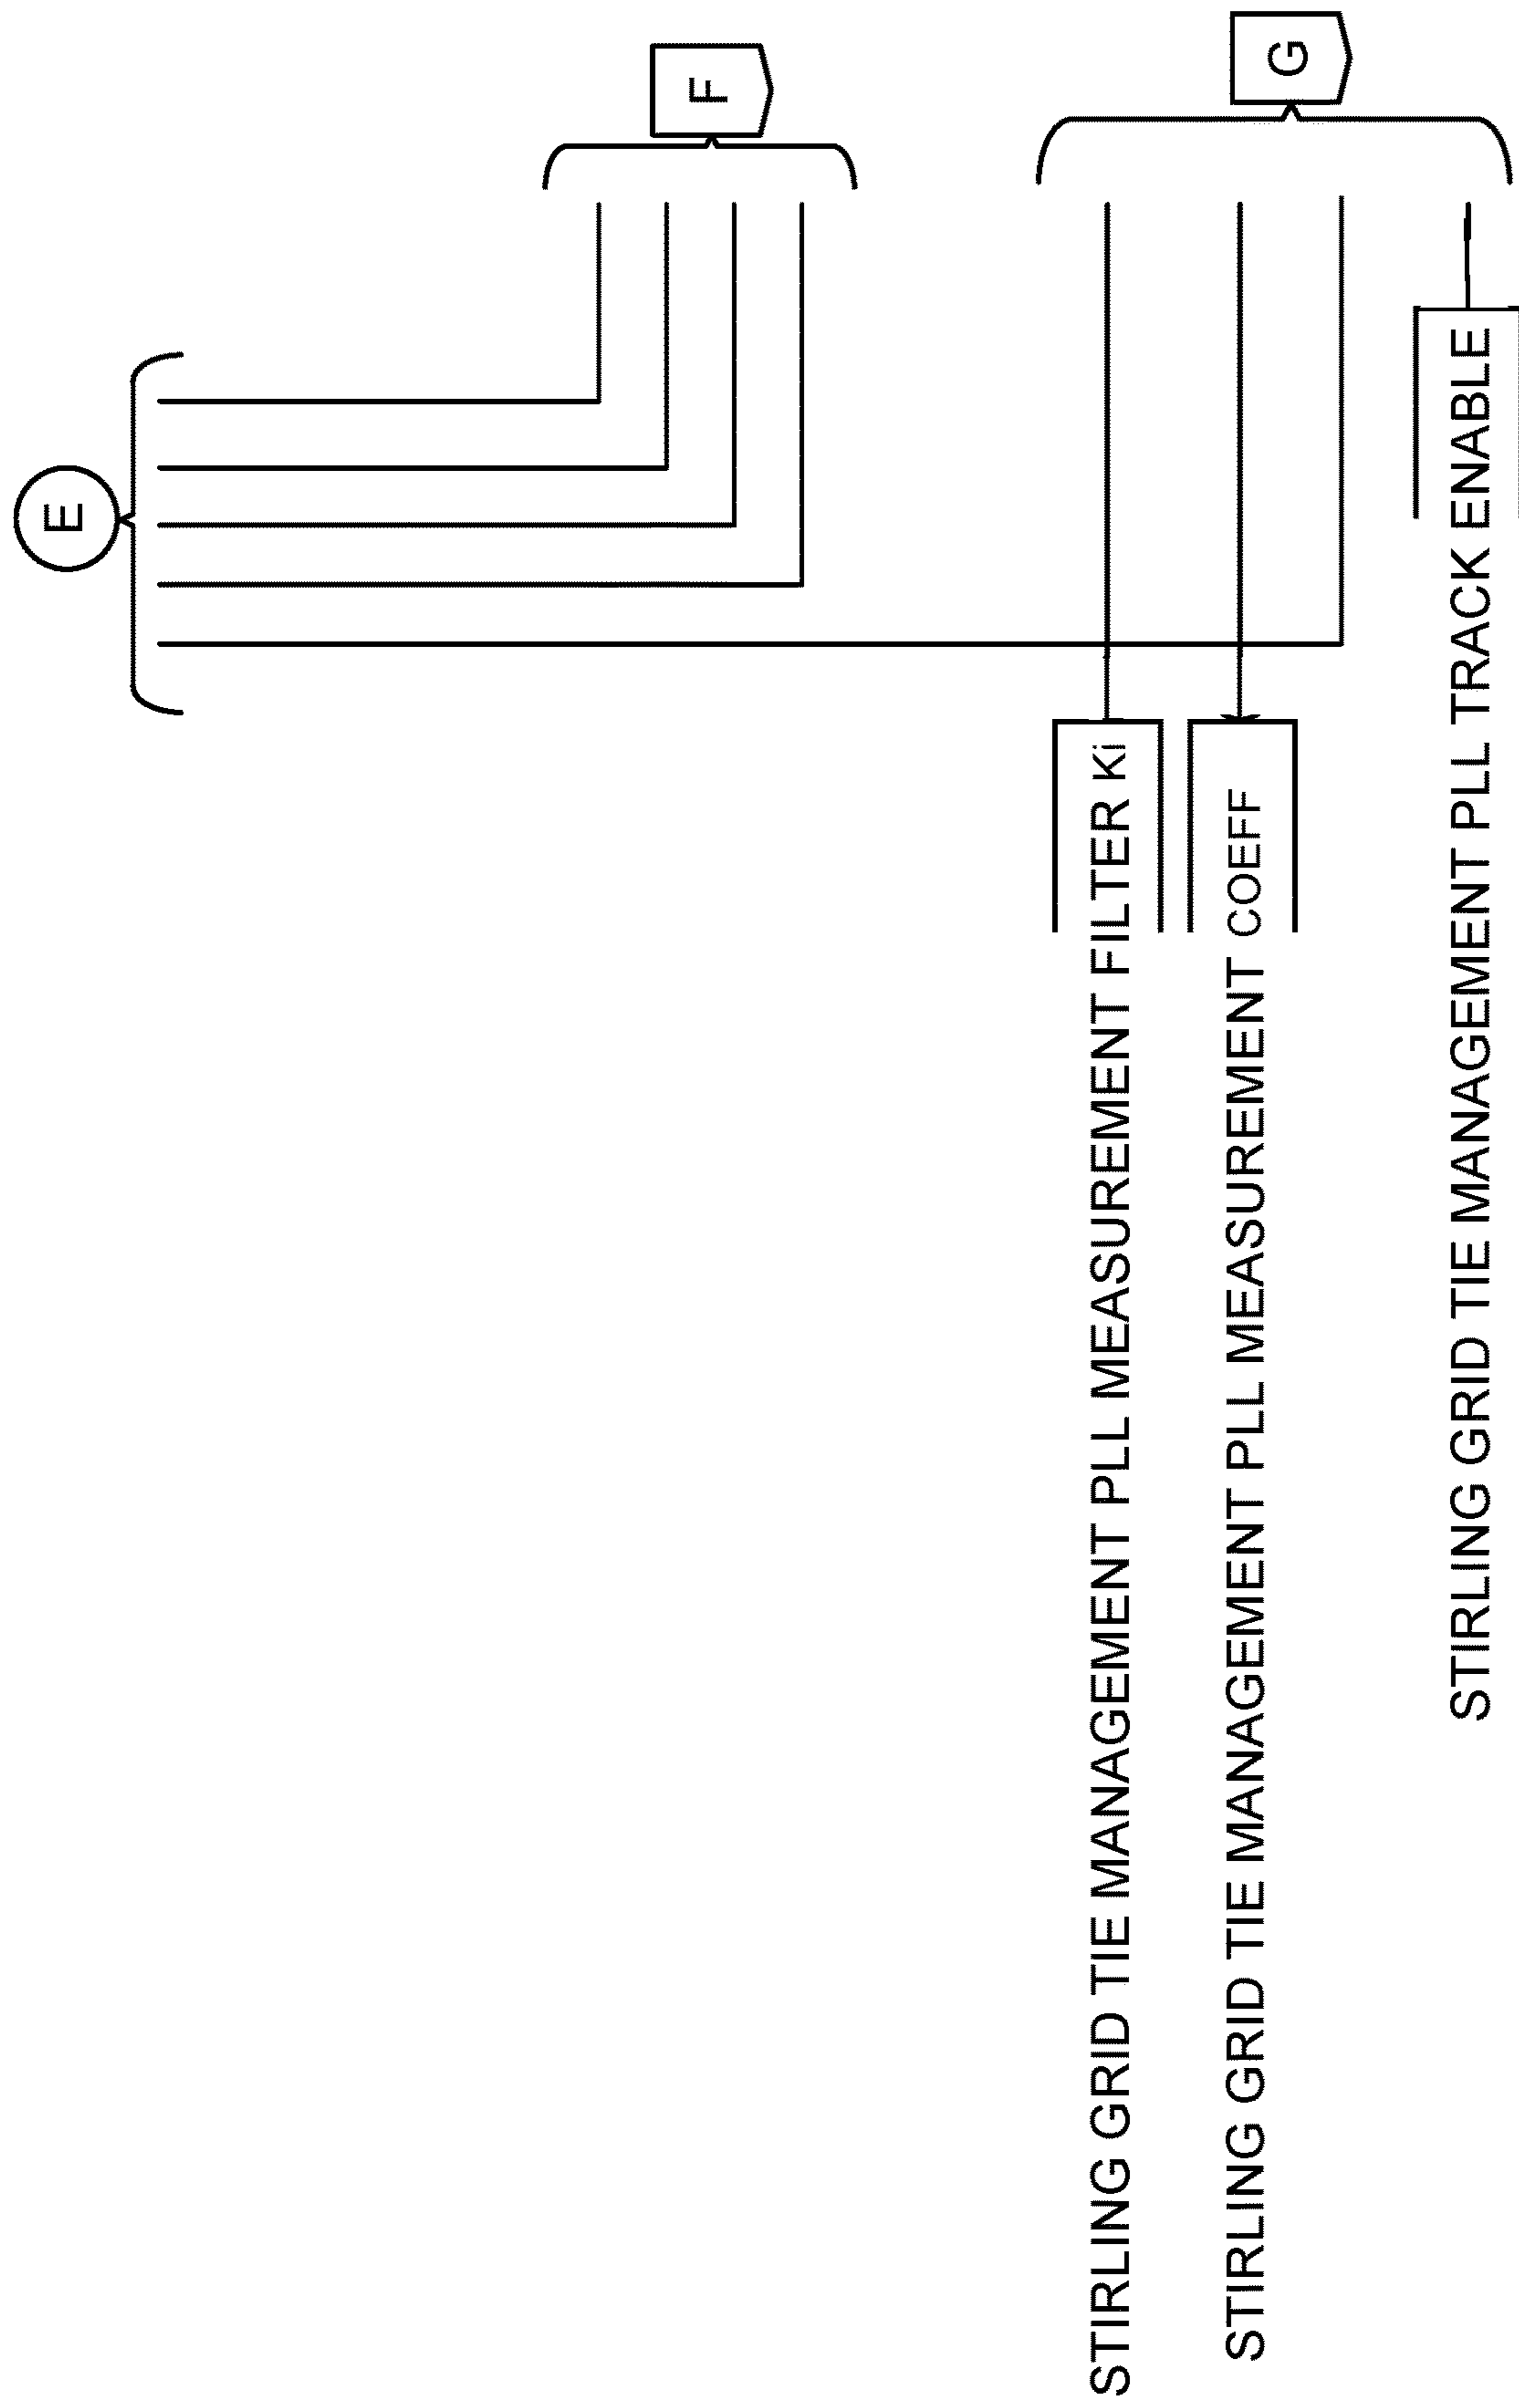 E
F
G
STIRLING GRID TIE MANAGEMENT PLL MEASUREMENT FILTER Ki
STIRLING GRID TIE MANAGEMENT PLL MEASUREMENT COEFF
STIRLING GRID TIE MANAGEMENT PLL TRACK ENABLE